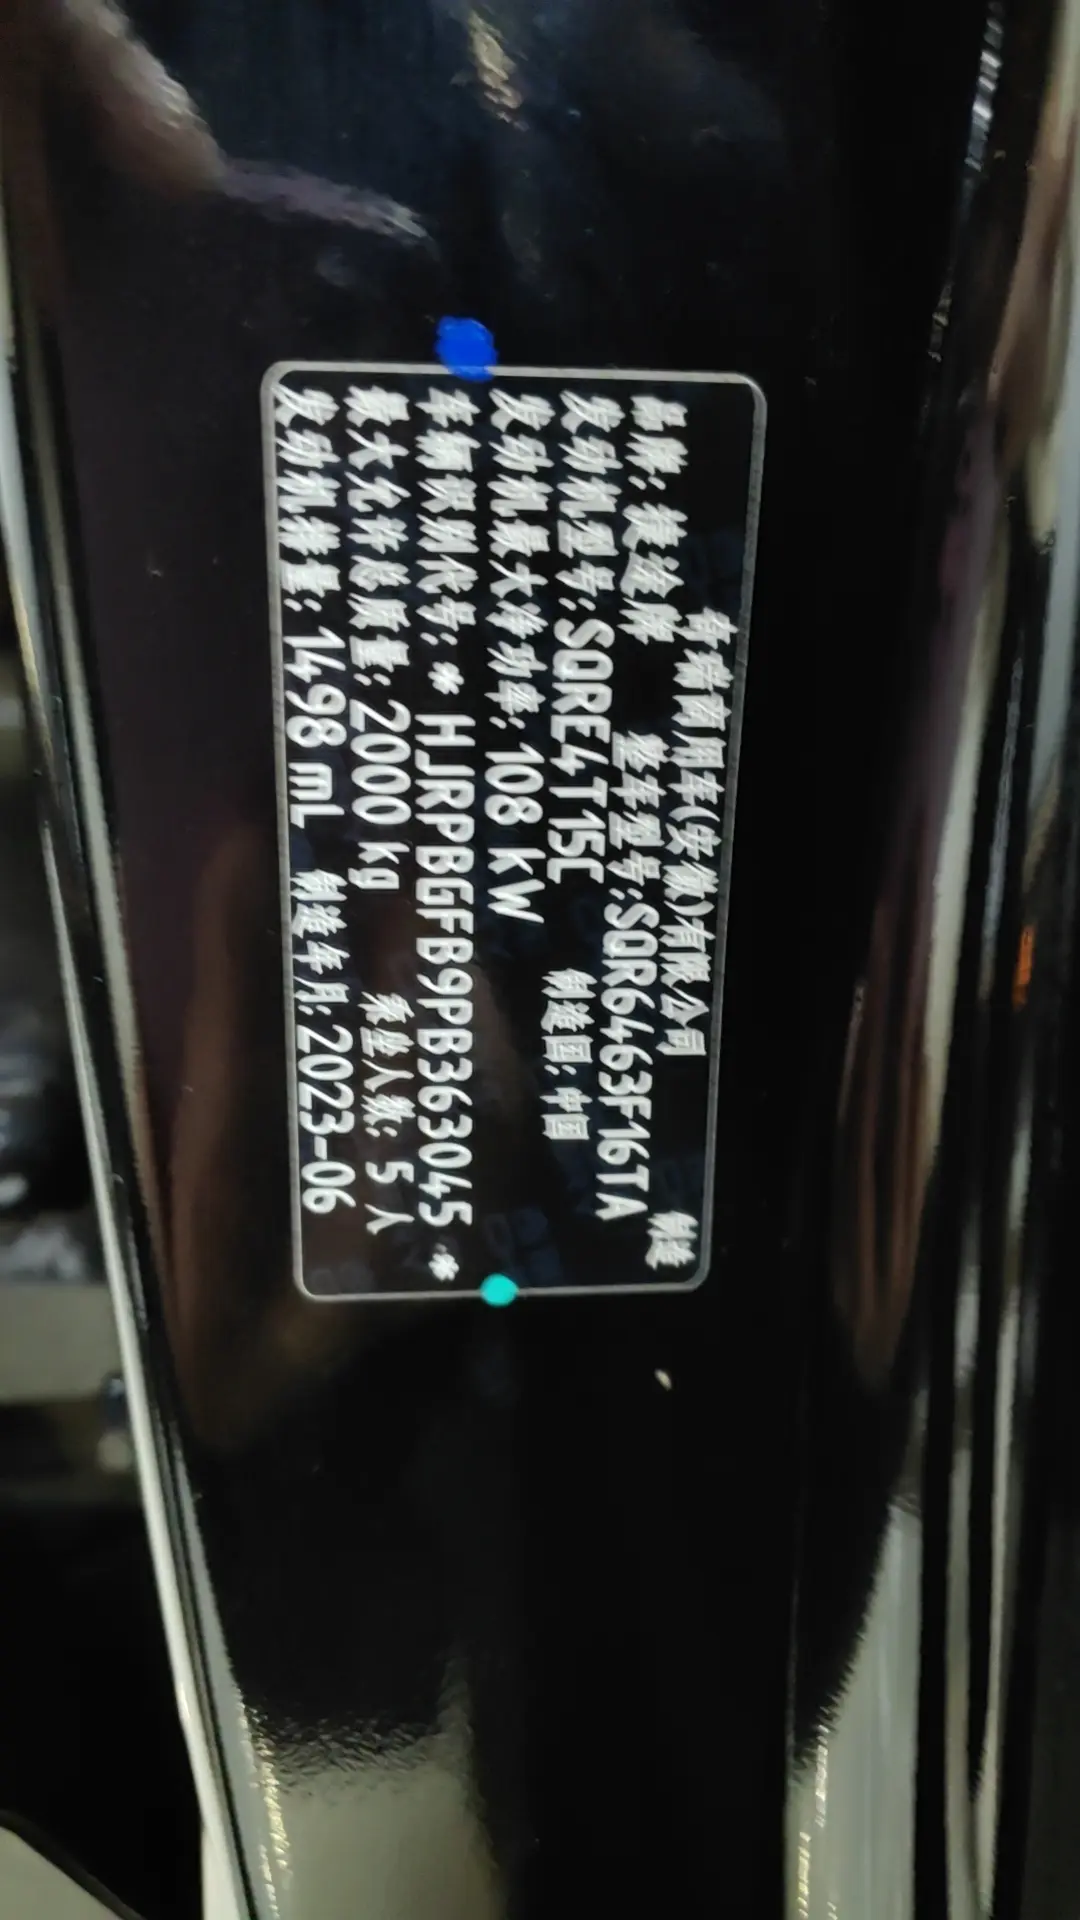 奇瑞商用车(安徽)有限公司 制造
品牌：捷途牌 整车型号：SQR6463F16TA
发动机型号：SQRE4T15C
发动机最大净功率：108 kW 制造国：中国
车辆识别代号：* HJRPBGFB9PB363045 *
最大允许总质量：2000 kg 乘坐人数：5 人
发动机排量：1498 mL 制造年月：2023-06